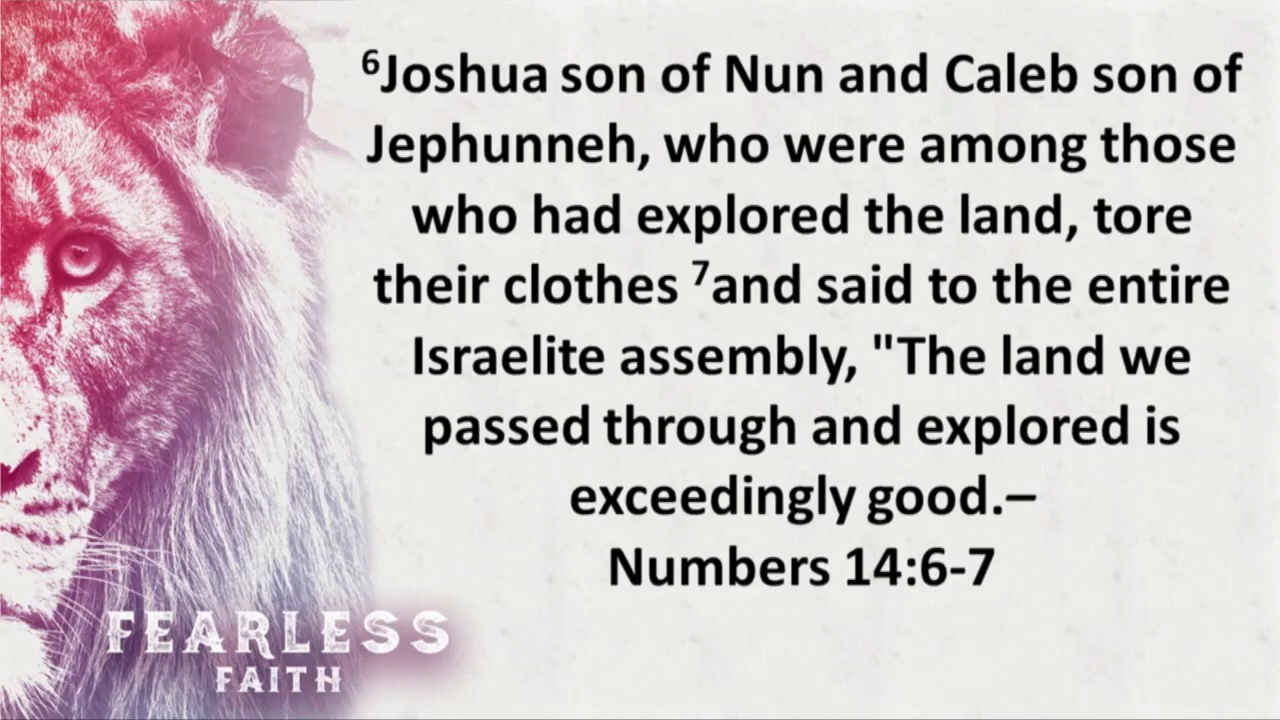 ⁶Joshua son of Nun and Caleb son of
Jephunneh, who were among those
who had explored the land, tore
their clothes ⁷and said to the entire
Israelite assembly, "The land we
passed through and explored is
exceedingly good.–
Numbers 14:6-7
FEARLESS
FAITH